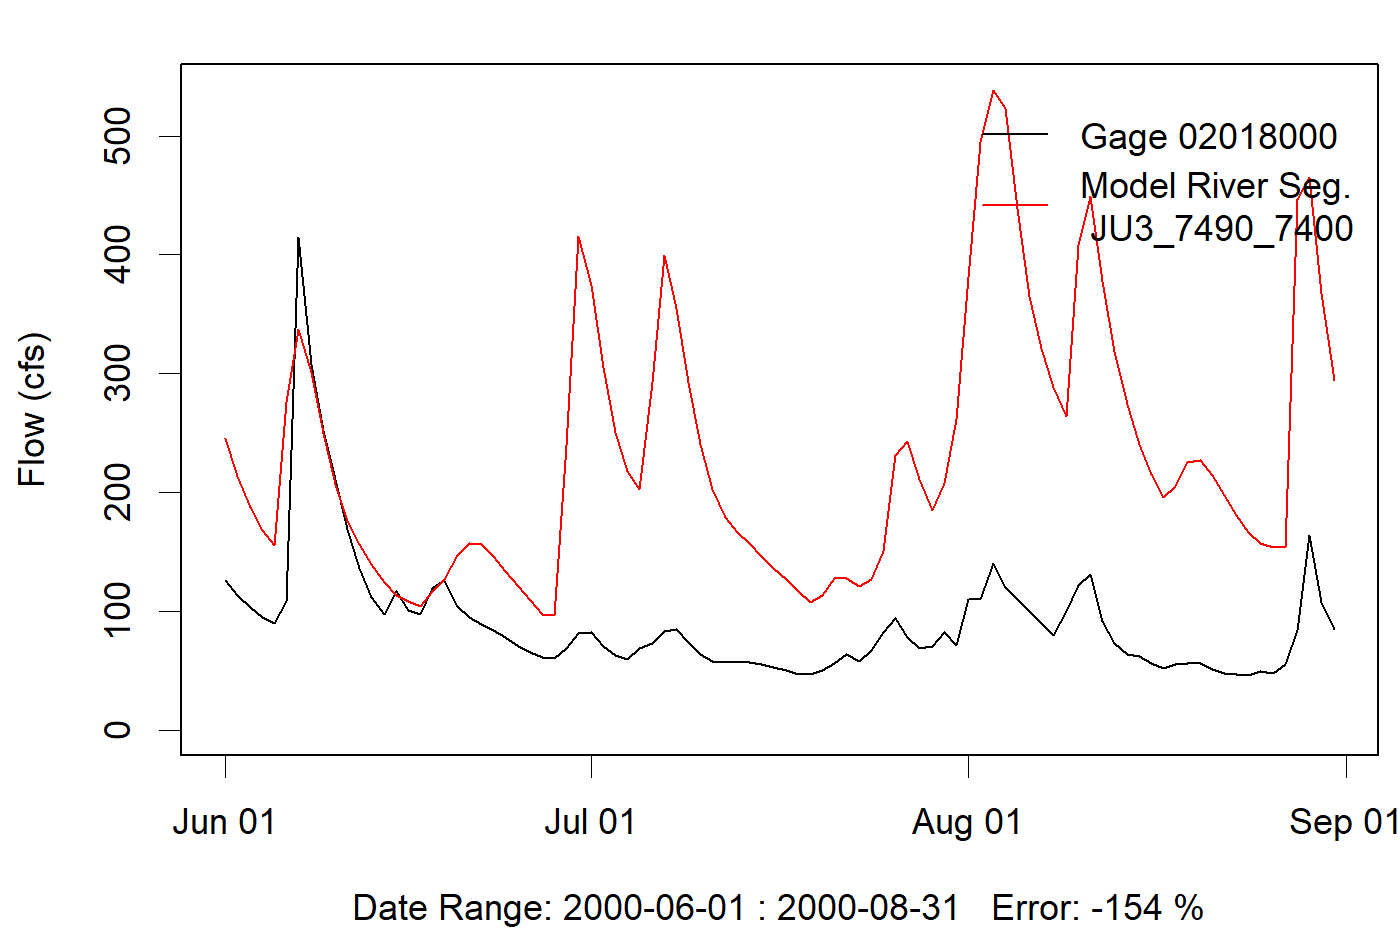 Flow (cfs)
500
400
300
200
100
0
Gage 02018000
Model River Seg.
JU3_7490_7400
Jun 01
Jul 01
Aug 01
Sep 01
Date Range: 2000-06-01 : 2000-08-31 Error: -154 %